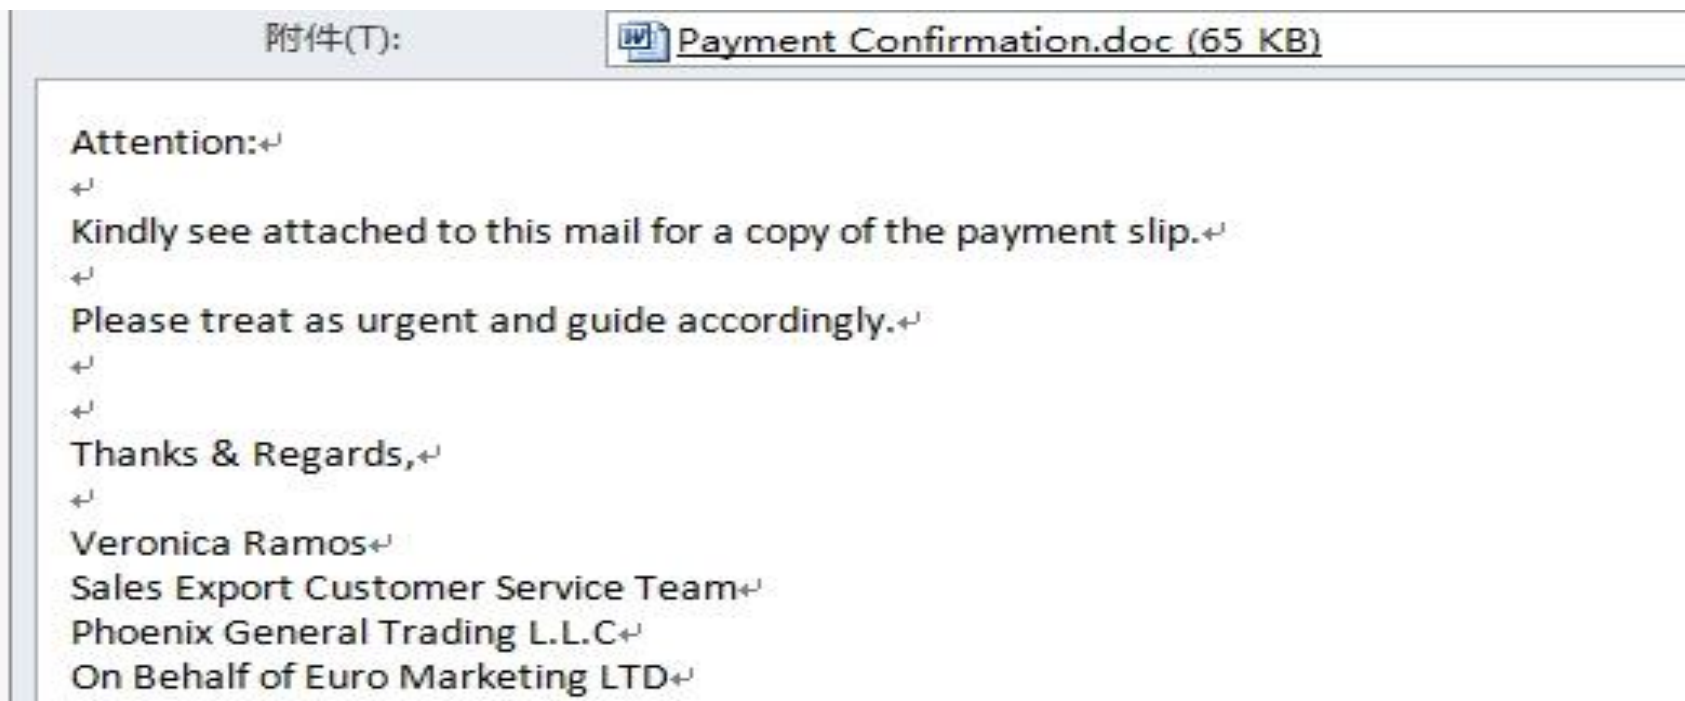 附件(T):
Payment Confirmation.doc (65 KB)
Attention:
Kindly see attached to this mail for a copy of the payment slip.
Please treat as urgent and guide accordingly.
Thanks & Regards,
Veronica Ramos
Sales Export Customer Service Team
Phoenix General Trading L.L.C
On Behalf of Euro Marketing LTD